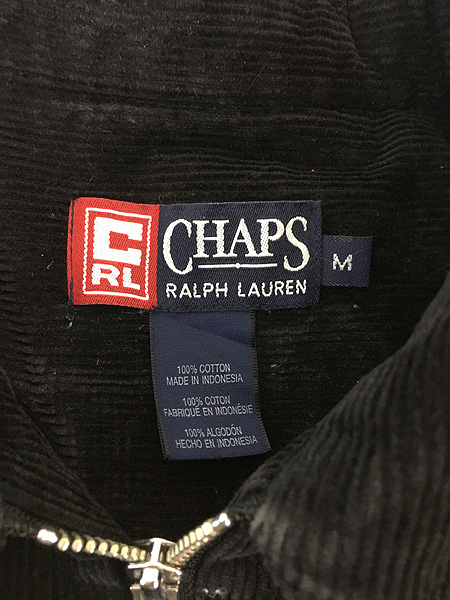 C
RL
CHAPS
RALPH LAUREN
M
100% COTTON
MADE IN INDONESIA
100% COTON
FABRIQUÉ EN INDONÉSIE
100% ALGODÓN
HECHO EN INDONESIA